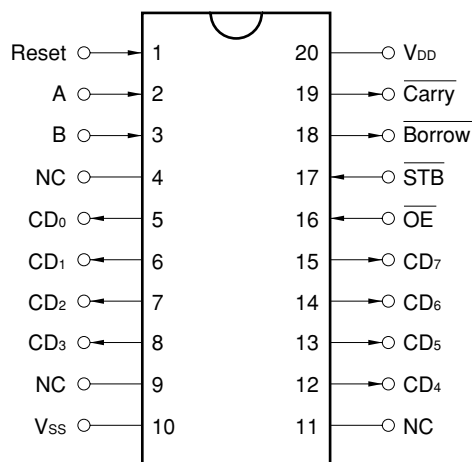 Reset 1 20 VDD
A 2 19 Carry
B 3 18 Borrow
NC 4 17 STB
CD0 5 16 OE
CD1 6 15 CD7
CD2 7 14 CD6
CD3 8 13 CD5
NC 9 12 CD4
VSS 10 11 NC